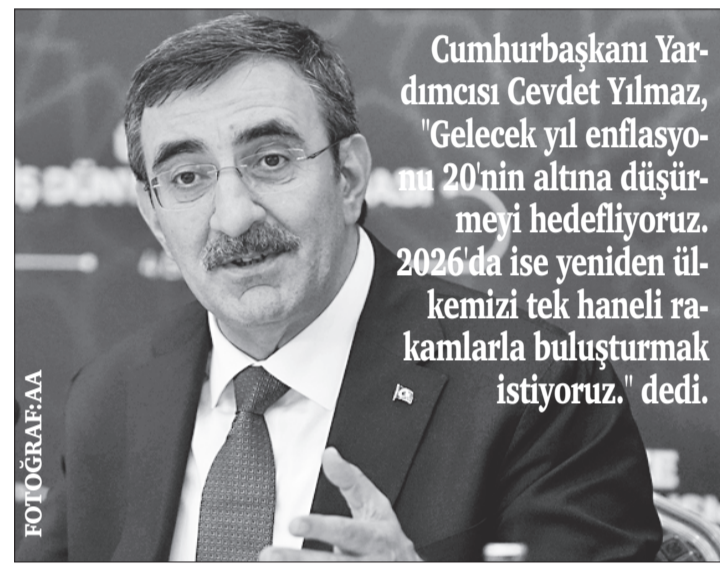 Cumhurbaşkanı Yar-
dımcısı Cevdet Yılmaz,
"Gelecek yıl enflasyo-
nu 20'nin altına düşür-
meyi hedefliyoruz.
2026'da ise yeniden ül-
kemizi tek haneli ra-
kamlarla buluşturmak
istiyoruz." dedi.
FOTOĞRAF:AA